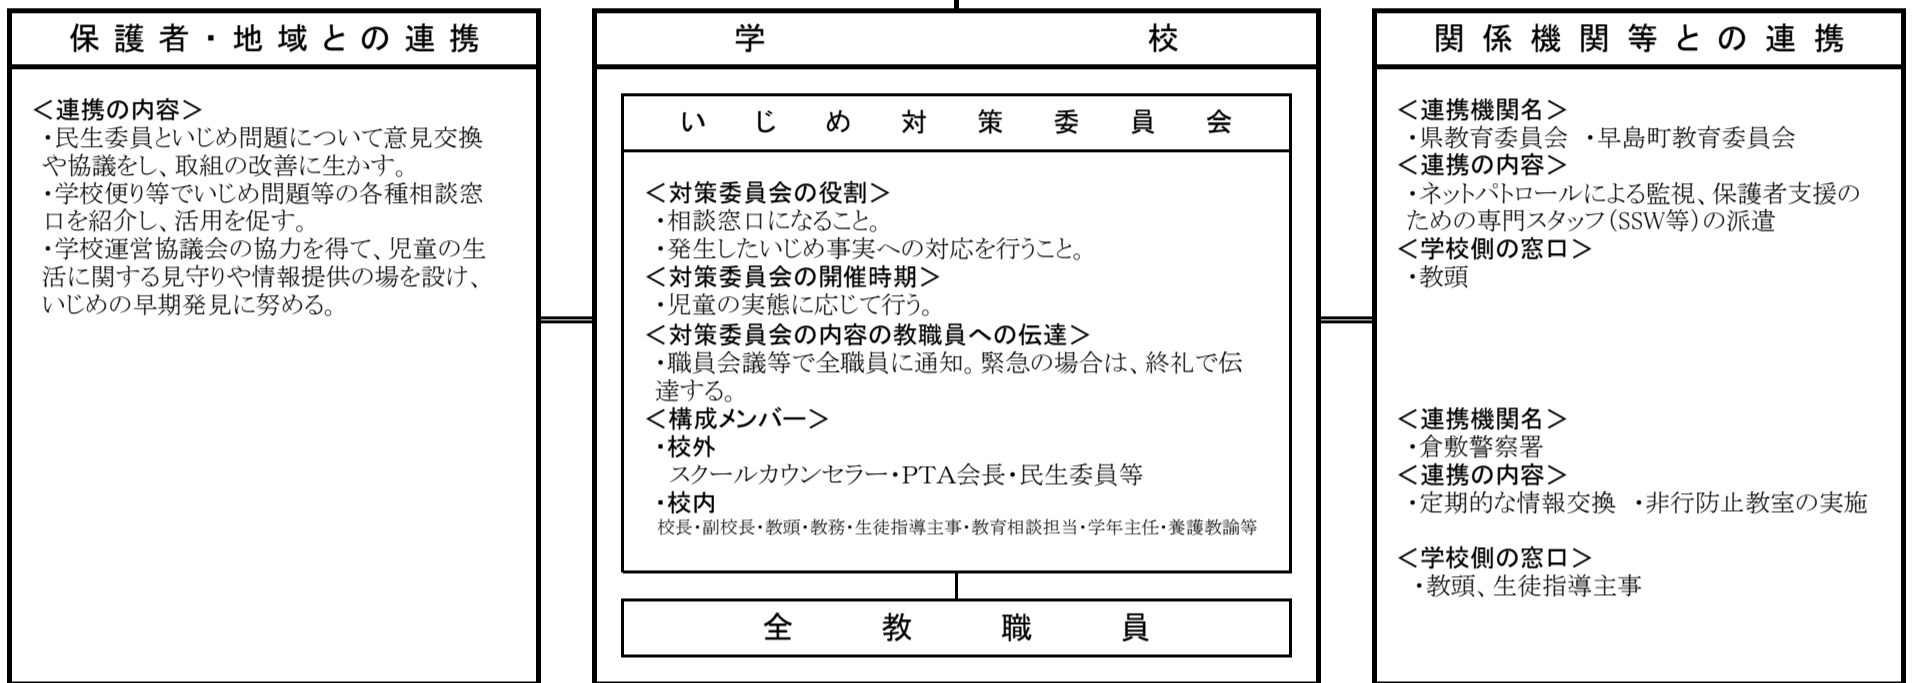 保護者・地域との連携
＜連携の内容＞
・民生委員といじめ問題について意見交換
や協議をし、取組の改善に生かす。
・学校便り等でいじめ問題等の各種相談窓
口を紹介し、活用を促す。
・学校運営協議会の協力を得て、児童の生
活に関する見守りや情報提供の場を設け、
いじめの早期発見に努める。
学校
いじめ対策委員会
＜対策委員会の役割＞
・相談窓口になること。
・発生したいじめ事実への対応を行うこと。
＜対策委員会の開催時期＞
・児童の実態に応じて行う。
＜対策委員会の内容の教職員への伝達＞
・職員会議等で全職員に通知。緊急の場合は、終礼で伝
達する。
＜構成メンバー＞
・校外
スクールカウンセラー・PTA会長・民生委員等
・校内
校長・副校長・教頭・教務・生徒指導主事・教育相談担当・学年主任・養護教諭等
全教職員
関係機関等との連携
＜連携機関名＞
・県教育委員会　・早島町教育委員会
＜連携の内容＞
・ネットパトロールによる監視、保護者支援の
ための専門スタッフ（SSW等）の派遣
＜学校側の窓口＞
・教頭
＜連携機関名＞
・倉敷警察署
＜連携の内容＞
・定期的な情報交換　・非行防止教室の実施
＜学校側の窓口＞
・教頭、生徒指導主事